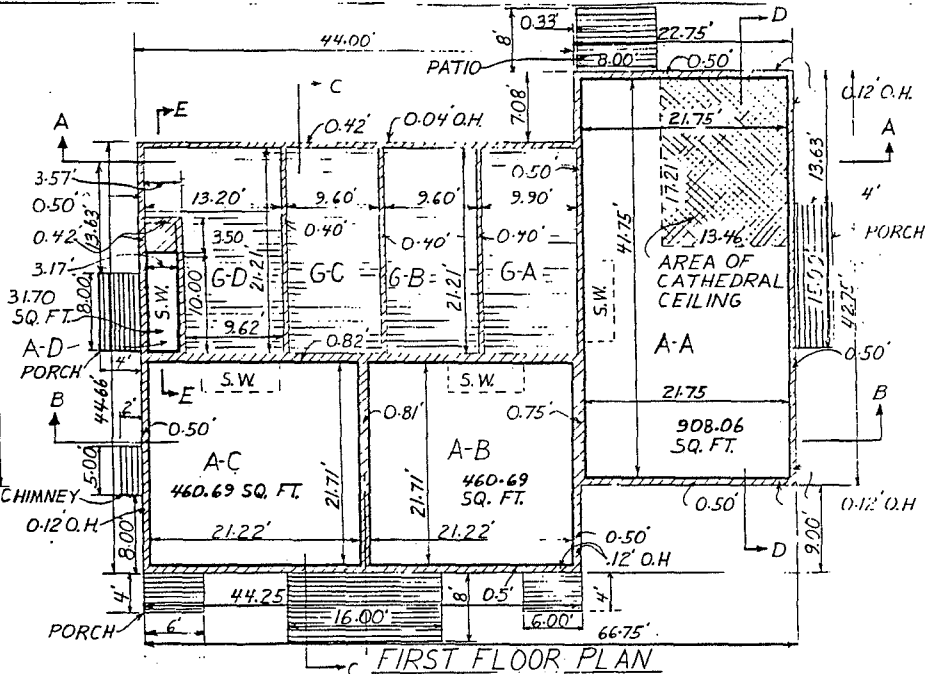 0.33'
8'
22.75'
D
44.00'
PATIO
8.00'
0.50'
0.12' O.H.
C
7.08'
E
0.42'
0.04' O.H.
21.75'
A
A
3.57'
0.50'
13.63'
0.50'
13.20'
9.60'
9.60'
9.90'
17.21'
13.63'
4'
PORCH
0.42
3.50
0.40'
0.40'
0.40'
41.75'
13.46
3.17'
G-D
21.21'
G-C
G-B
21.21'
G-A
AREA OF
CATHEDRAL
CEILING
15.00'
42.75'
31.70
SQ. FT.
8.00'
S.W.
10.00'
9.62'
S.W.
A-A
A-D
0.82
0.50'
PORCH
4'
44.66'
E
S.W.
S.W.
21.75
B
B
2'
0.50'
0.81'
0.75'
908.06
SQ. FT.
A-C
A-B
5.00'
460.69 SQ. FT.
21.71'
21.71'
460.69
SQ. FT.
CHIMNEY
0.12' O.H
0.50'
0.12' O.H
8.00'
21.22'
21.22'
0.50'
D
9.00'
.12' O.H
4'
44.25
0.5'
8'
4'
16.00'
PORCH
6'
6.00'
66.75'
C
FIRST FLOOR PLAN